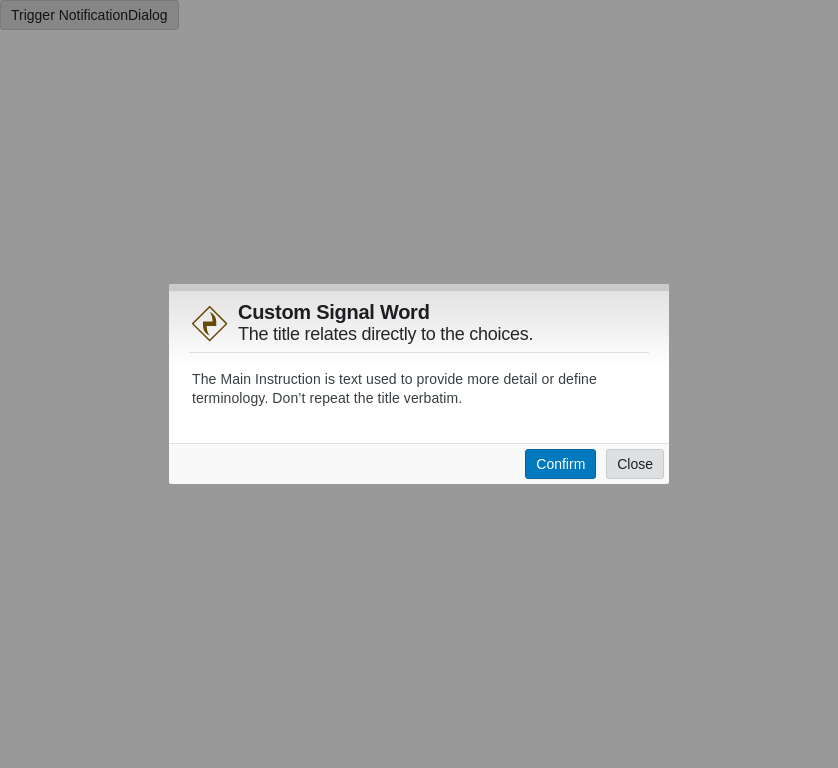 Trigger NotificationDialog
Custom Signal Word
The title relates directly to the choices.
The Main Instruction is text used to provide more detail or define
terminology. Don’t repeat the title verbatim.
Confirm Close